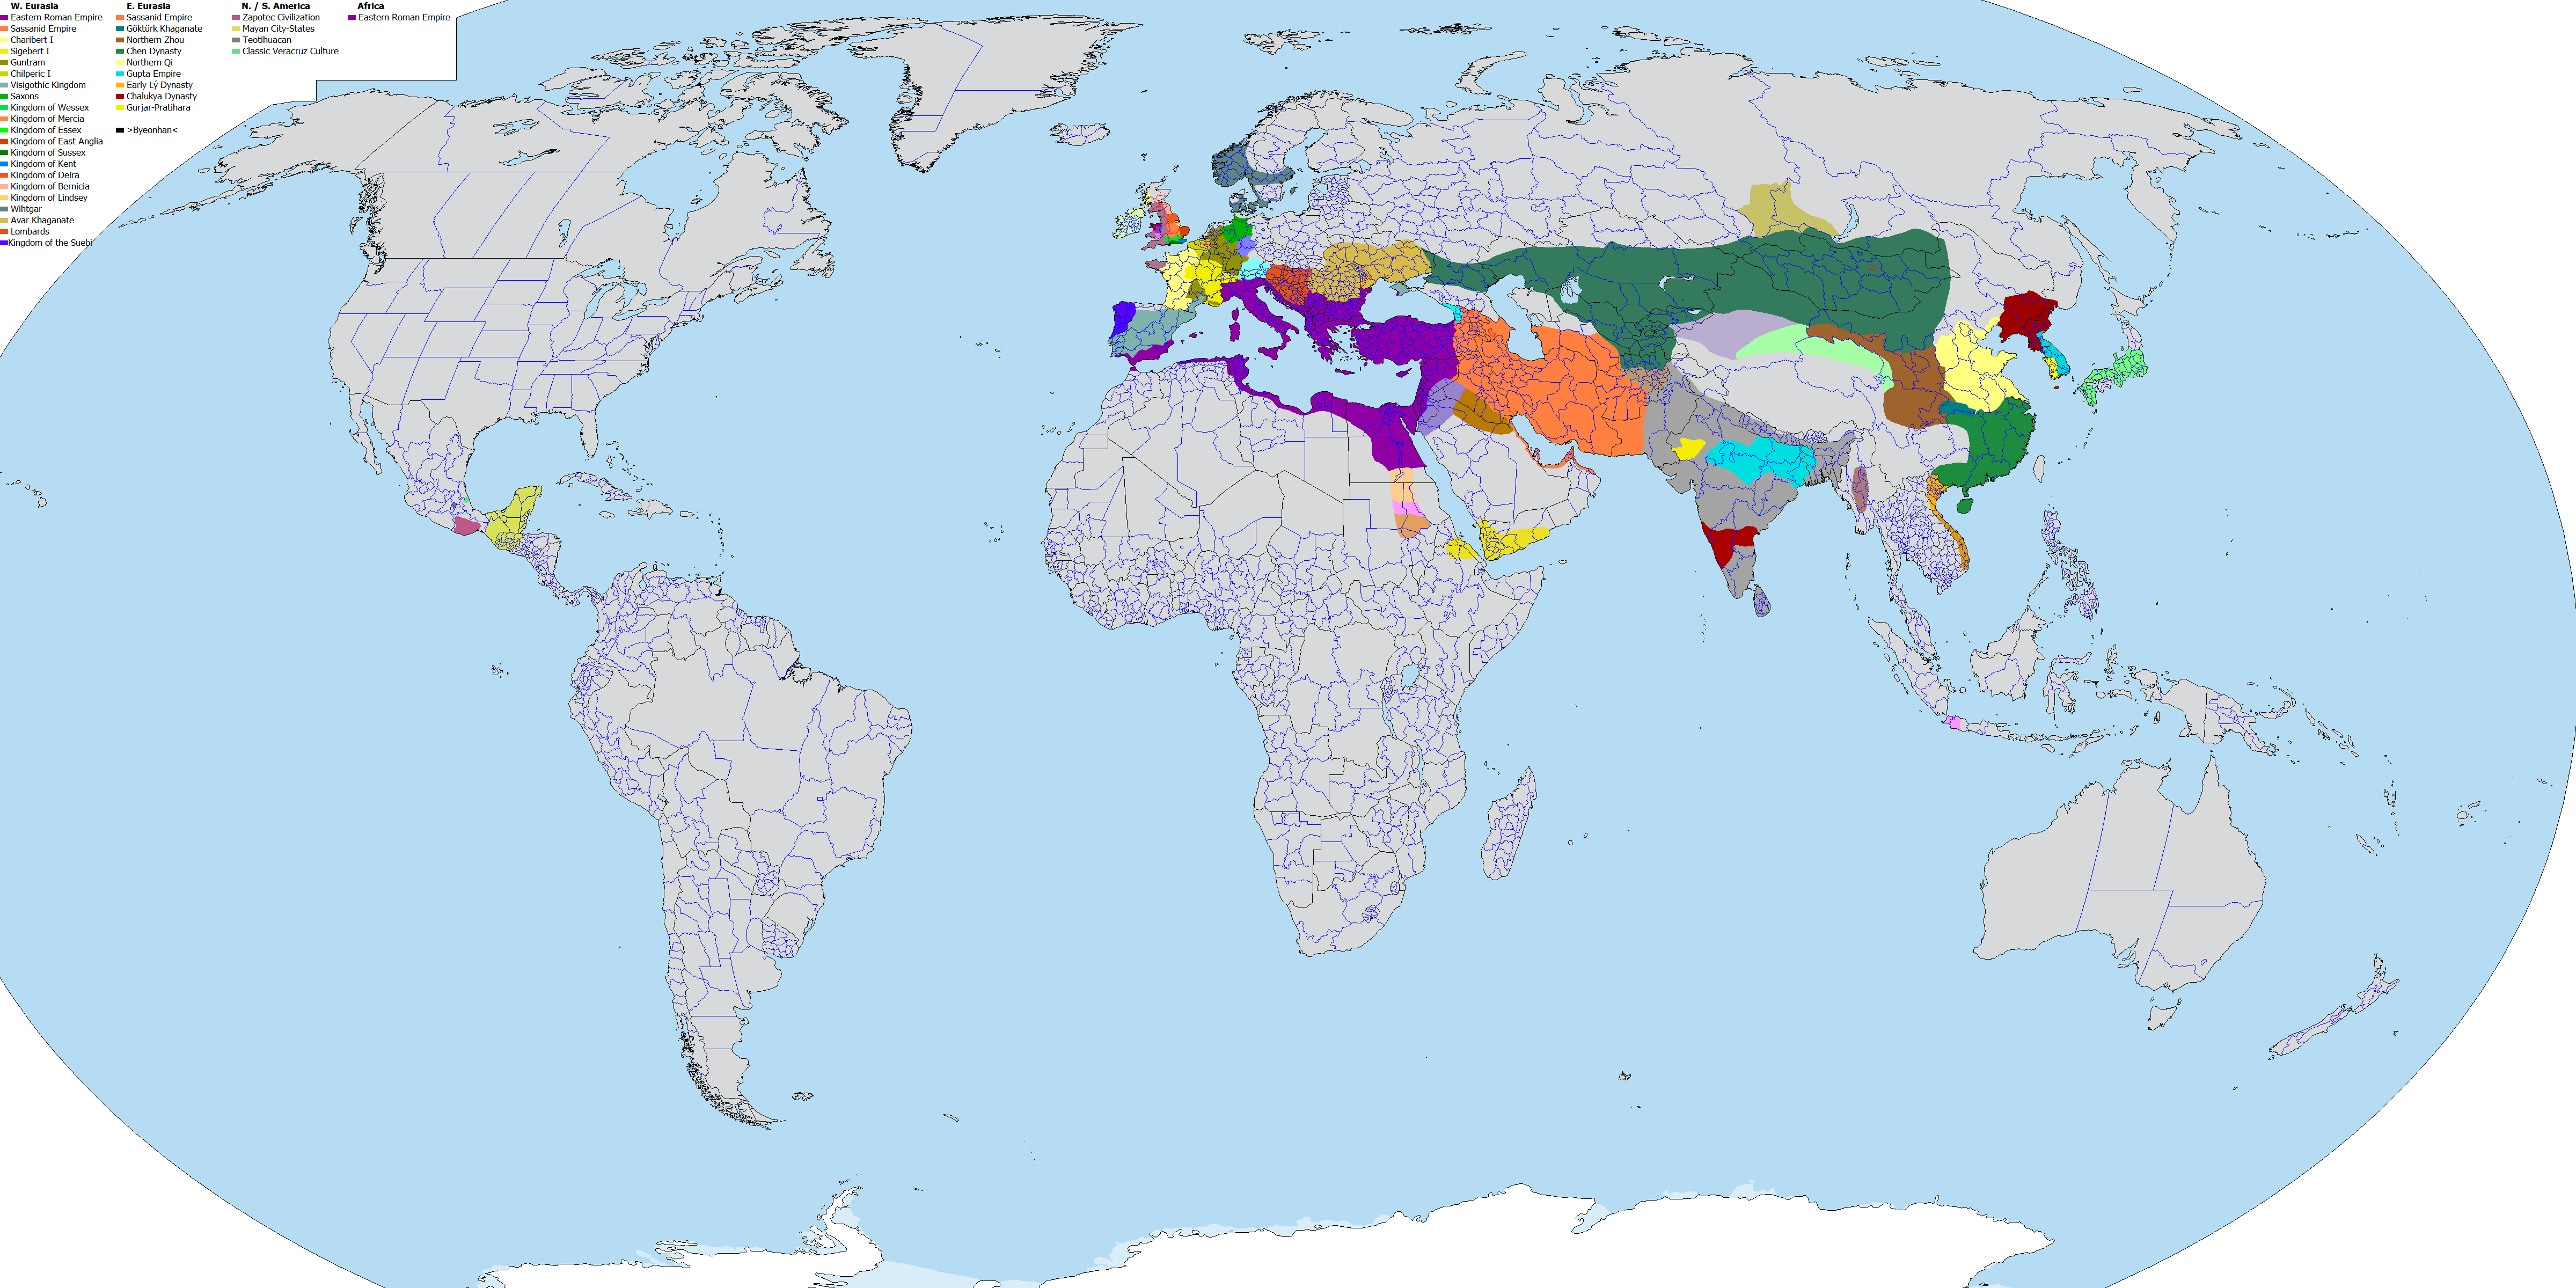 W. Eurasia
Eastern Roman Empire
Sassanid Empire
Charibert I
Sigebert I
Guntram
Chilperic I
Visigothic Kingdom
Saxons
Kingdom of Wessex
Kingdom of Mercia
Kingdom of Essex
Kingdom of East Anglia
Kingdom of Sussex
Kingdom of Kent
Kingdom of Deira
Kingdom of Bernicia
Kingdom of Lindsey
Wihtgar
Avar Khaganate
Lombards
Kingdom of the Suebi
E. Eurasia
Sassanid Empire
Göktürk Khaganate
Northern Zhou
Chen Dynasty
Northern Qi
Gupta Empire
Early Lý Dynasty
Chalukya Dynasty
Gurjar-Pratihara
>Byeonhan<
N. / S. America
Zapotec Civilization
Mayan City-States
Teotihuacan
Classic Veracruz Culture
Africa
Eastern Roman Empire